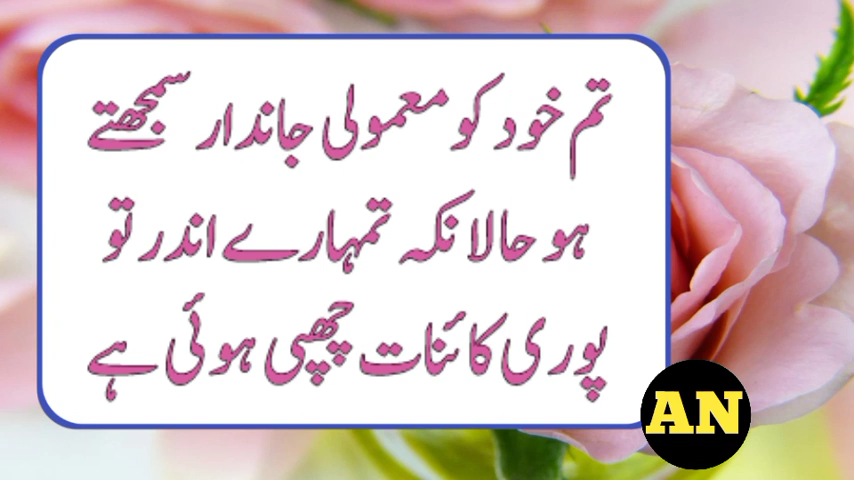 تم خود کو معمولی جاندار سمجھتے
ہو حالانکہ تمہارے اندر تو
پوری کائنات چھپی ہوئی ہے
AN